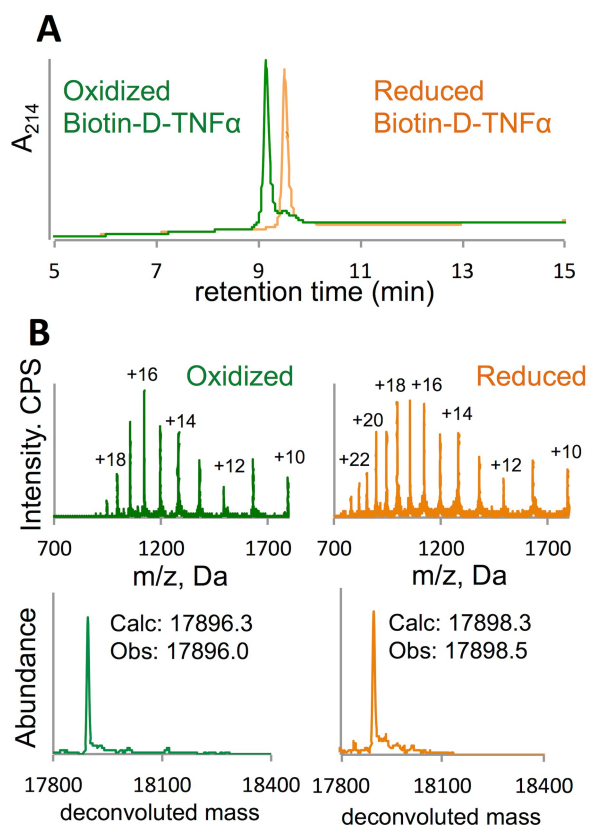 A
Oxidized
Biotin-D-TNFα
Reduced
Biotin-D-TNFα
A214
5 7 9 11 13 15
retention time (min)
B
Oxidized
Reduced
Intensity. CPS
+18 +16 +14 +12 +10
+22 +20 +18 +16 +14 +12 +10
700 1200 1700
700 1200 1700
m/z, Da
m/z, Da
Abundance
Calc: 17896.3
Obs: 17896.0
Calc: 17898.3
Obs: 17898.5
17800 18100 18400
17800 18100 18400
deconvoluted mass
deconvoluted mass